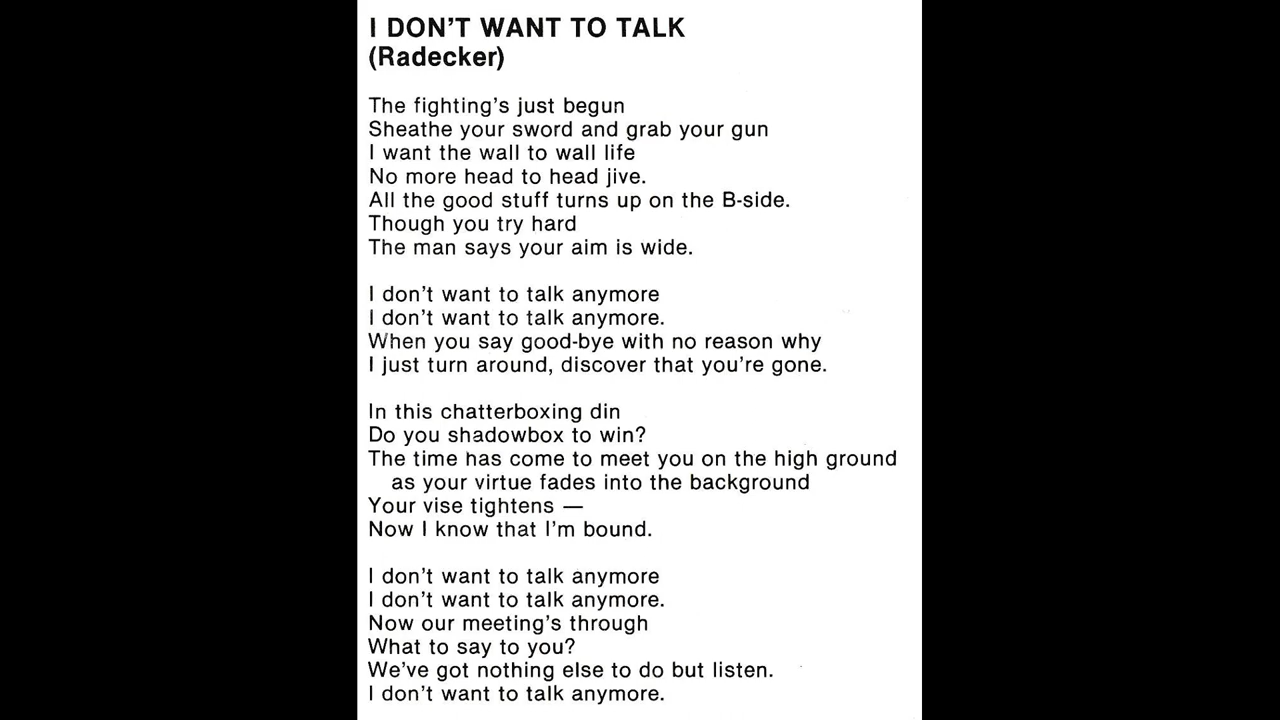 I DON'T WANT TO TALK
(Radecker)
The fighting's just begun
Sheathe your sword and grab your gun
I want the wall to wall life
No more head to head jive.
All the good stuff turns up on the B-side.
Though you try hard
The man says your aim is wide.
I don't want to talk anymore
I don't want to talk anymore.
When you say good-bye with no reason why
I just turn around, discover that you're gone.
In this chatterboxing din
Do you shadowbox to win?
The time has come to meet you on the high ground
as your virtue fades into the background
Your vise tightens —
Now I know that I'm bound.
I don't want to talk anymore
I don't want to talk anymore.
Now our meeting's through
What to say to you?
We've got nothing else to do but listen.
I don't want to talk anymore.